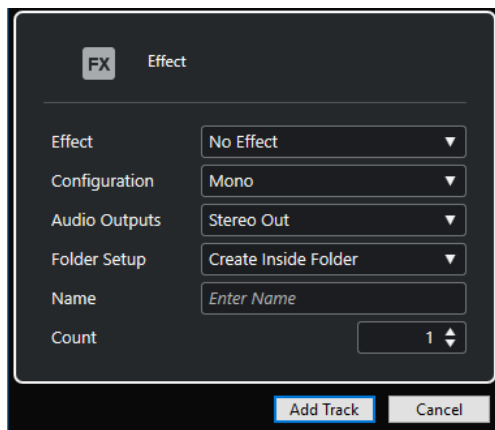 FX Effect
Effect No Effect
Configuration Mono
Audio Outputs Stereo Out
Folder Setup Create Inside Folder
Name Enter Name
Count 1
Add Track Cancel